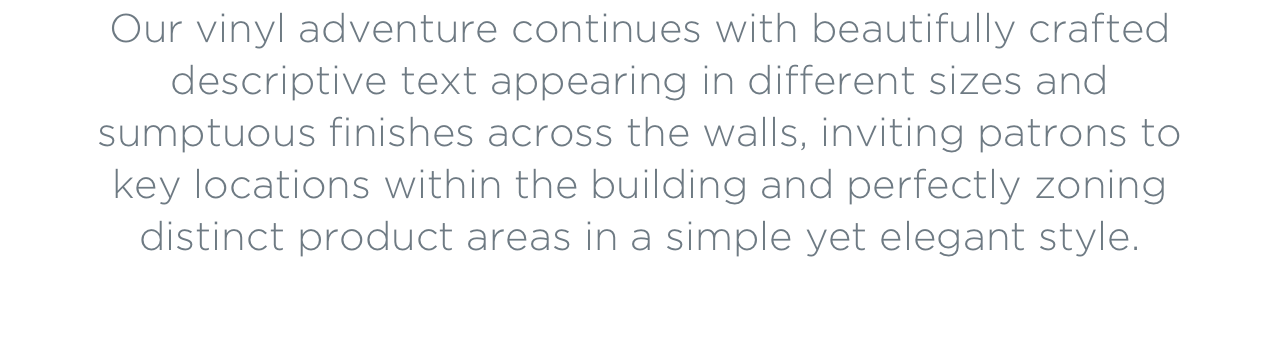 Our vinyl adventure continues with beautifully crafted
descriptive text appearing in different sizes and
sumptuous finishes across the walls, inviting patrons to
key locations within the building and perfectly zoning
distinct product areas in a simple yet elegant style.